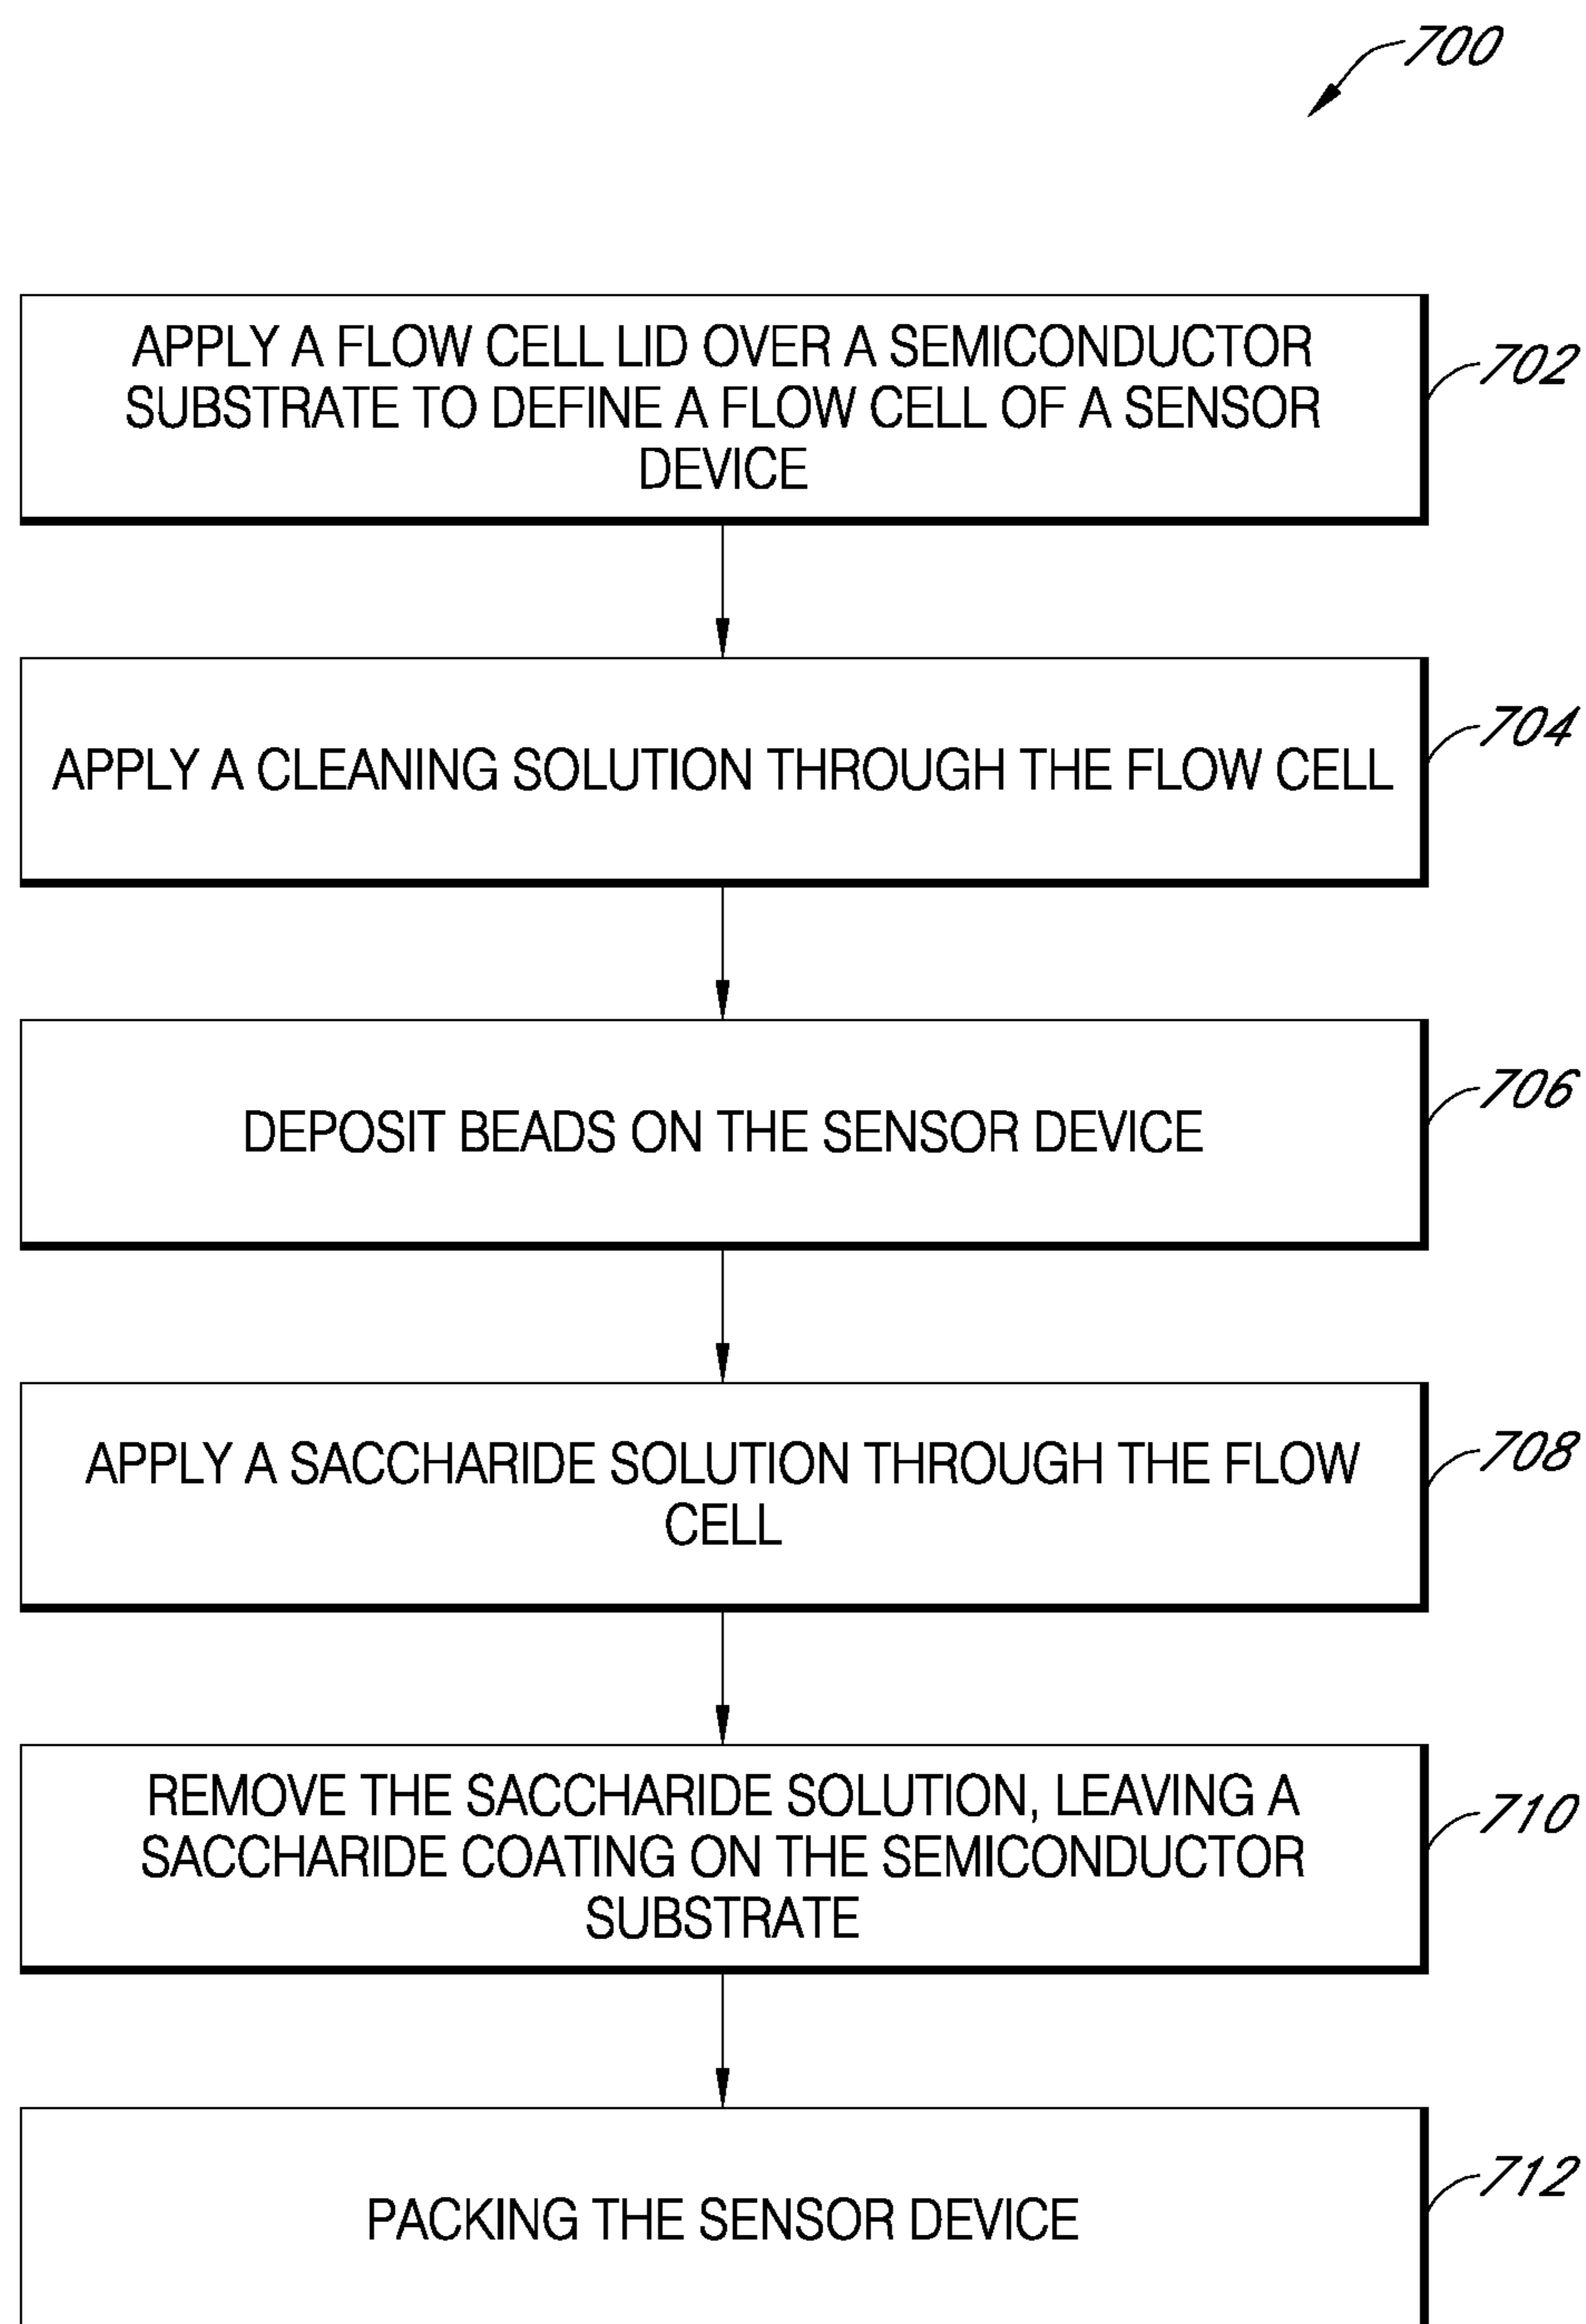 700
APPLY A FLOW CELL LID OVER A SEMICONDUCTOR
SUBSTRATE TO DEFINE A FLOW CELL OF A SENSOR
DEVICE
702
APPLY A CLEANING SOLUTION THROUGH THE FLOW CELL
704
DEPOSIT BEADS ON THE SENSOR DEVICE
706
APPLY A SACCHARIDE SOLUTION THROUGH THE FLOW
CELL
708
REMOVE THE SACCHARIDE SOLUTION, LEAVING A
SACCHARIDE COATING ON THE SEMICONDUCTOR
SUBSTRATE
710
PACKING THE SENSOR DEVICE
712